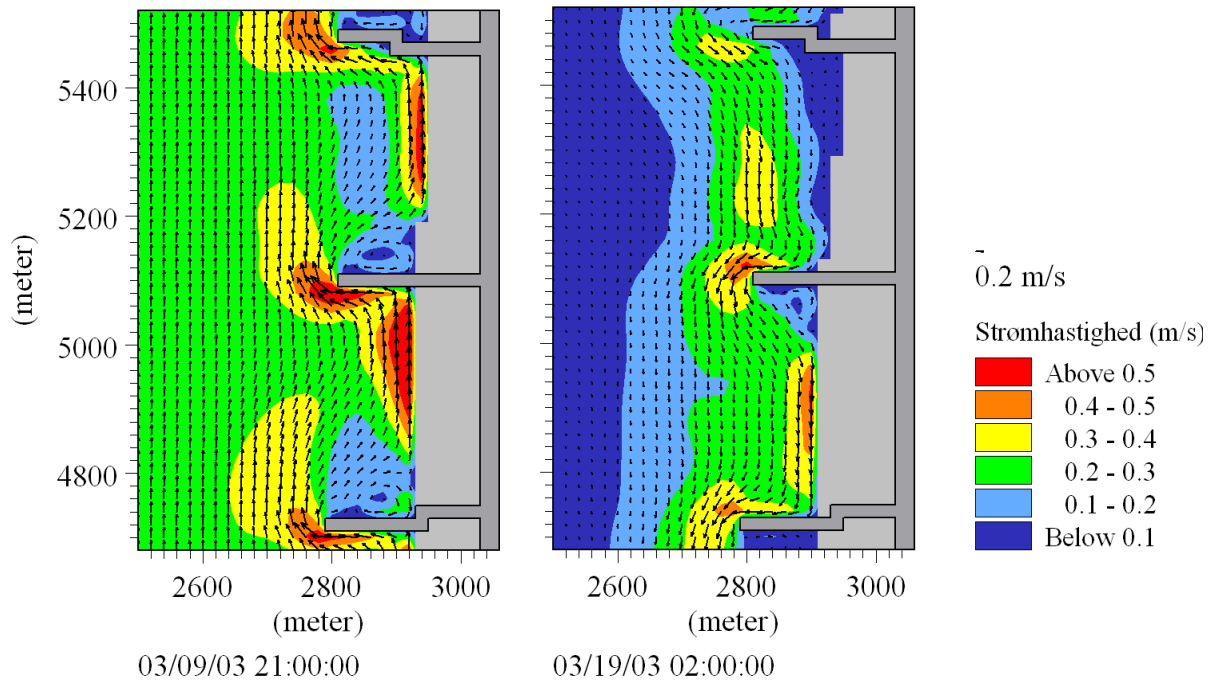 5400
5200
5000
4800
(meter)
2600 2800 3000
(meter)
03/09/03 21:00:00
2600 2800 3000
(meter)
03/19/03 02:00:00
0.2 m/s
Strømhastighed (m/s)
Above 0.5
0.4 - 0.5
0.3 - 0.4
0.2 - 0.3
0.1 - 0.2
Below 0.1